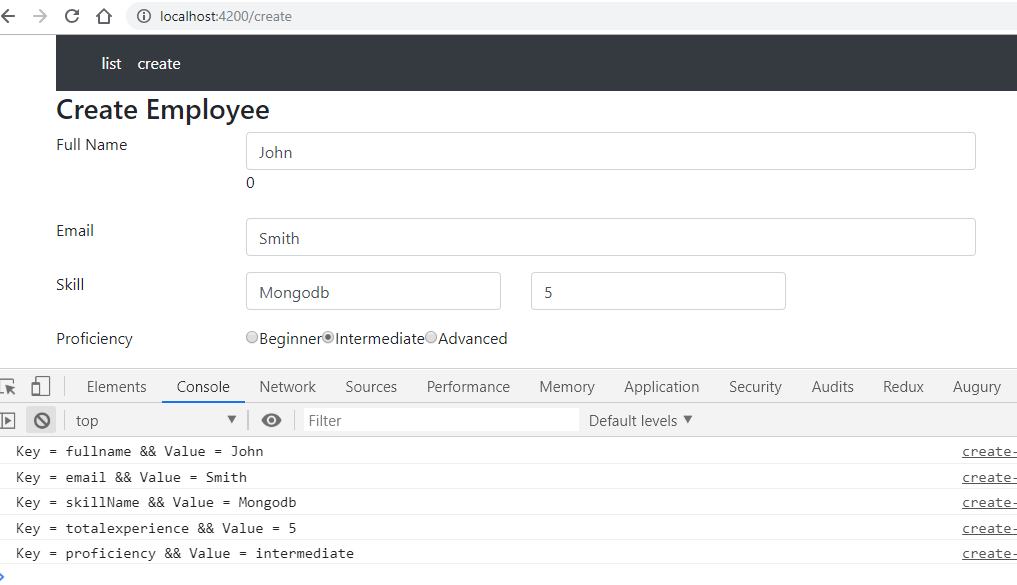 localhost:4200/create
list create
Create Employee
Full Name John
0
Email Smith
Skill Mongodb 5
Proficiency Beginner Intermediate Advanced
Elements Console Network Sources Performance Memory Application Security Audits Redux Augury
top Filter Default levels
Key = fullname && Value = John create-
Key = email && Value = Smith create-
Key = skillName && Value = Mongodb create-
Key = totalexperience && Value = 5 create-
Key = proficiency && Value = intermediate create-